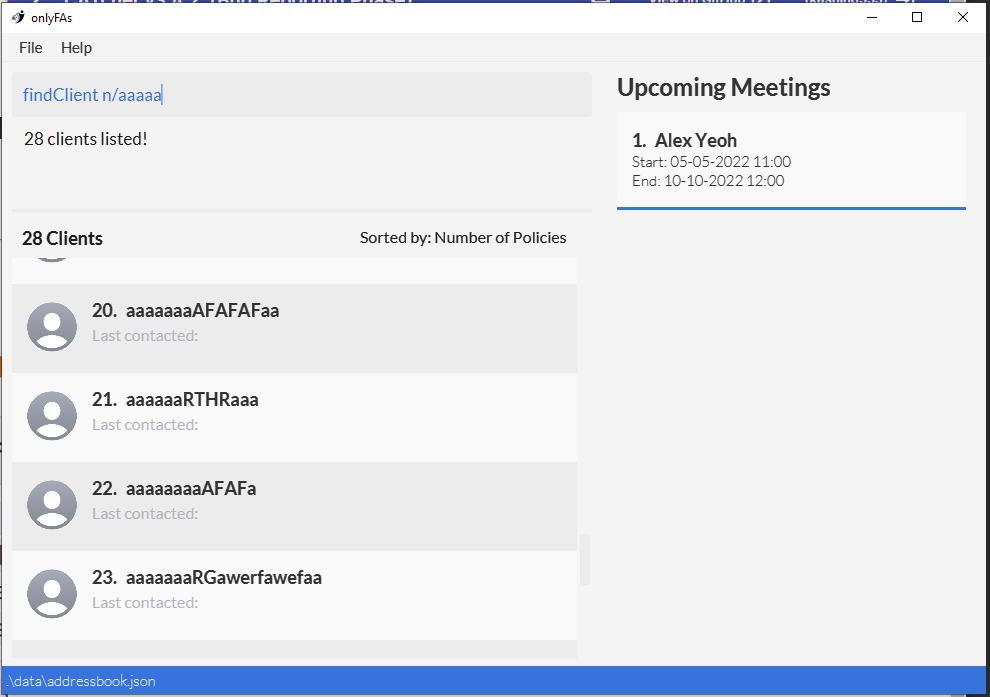 onlyFAs
File Help
findClient n/aaaaa
28 clients listed!
28 Clients
Sorted by: Number of Policies
20. aaaaaaaAFAFAFaa
Last contacted:
21. aaaaaaRTHRaaa
Last contacted:
22. aaaaaaaaAFAFa
Last contacted:
23. aaaaaaaRGawerfawefaa
Last contacted:
Upcoming Meetings
1. Alex Yeoh
Start: 05-05-2022 11:00
End: 10-10-2022 12:00
.\data\addressbook.json